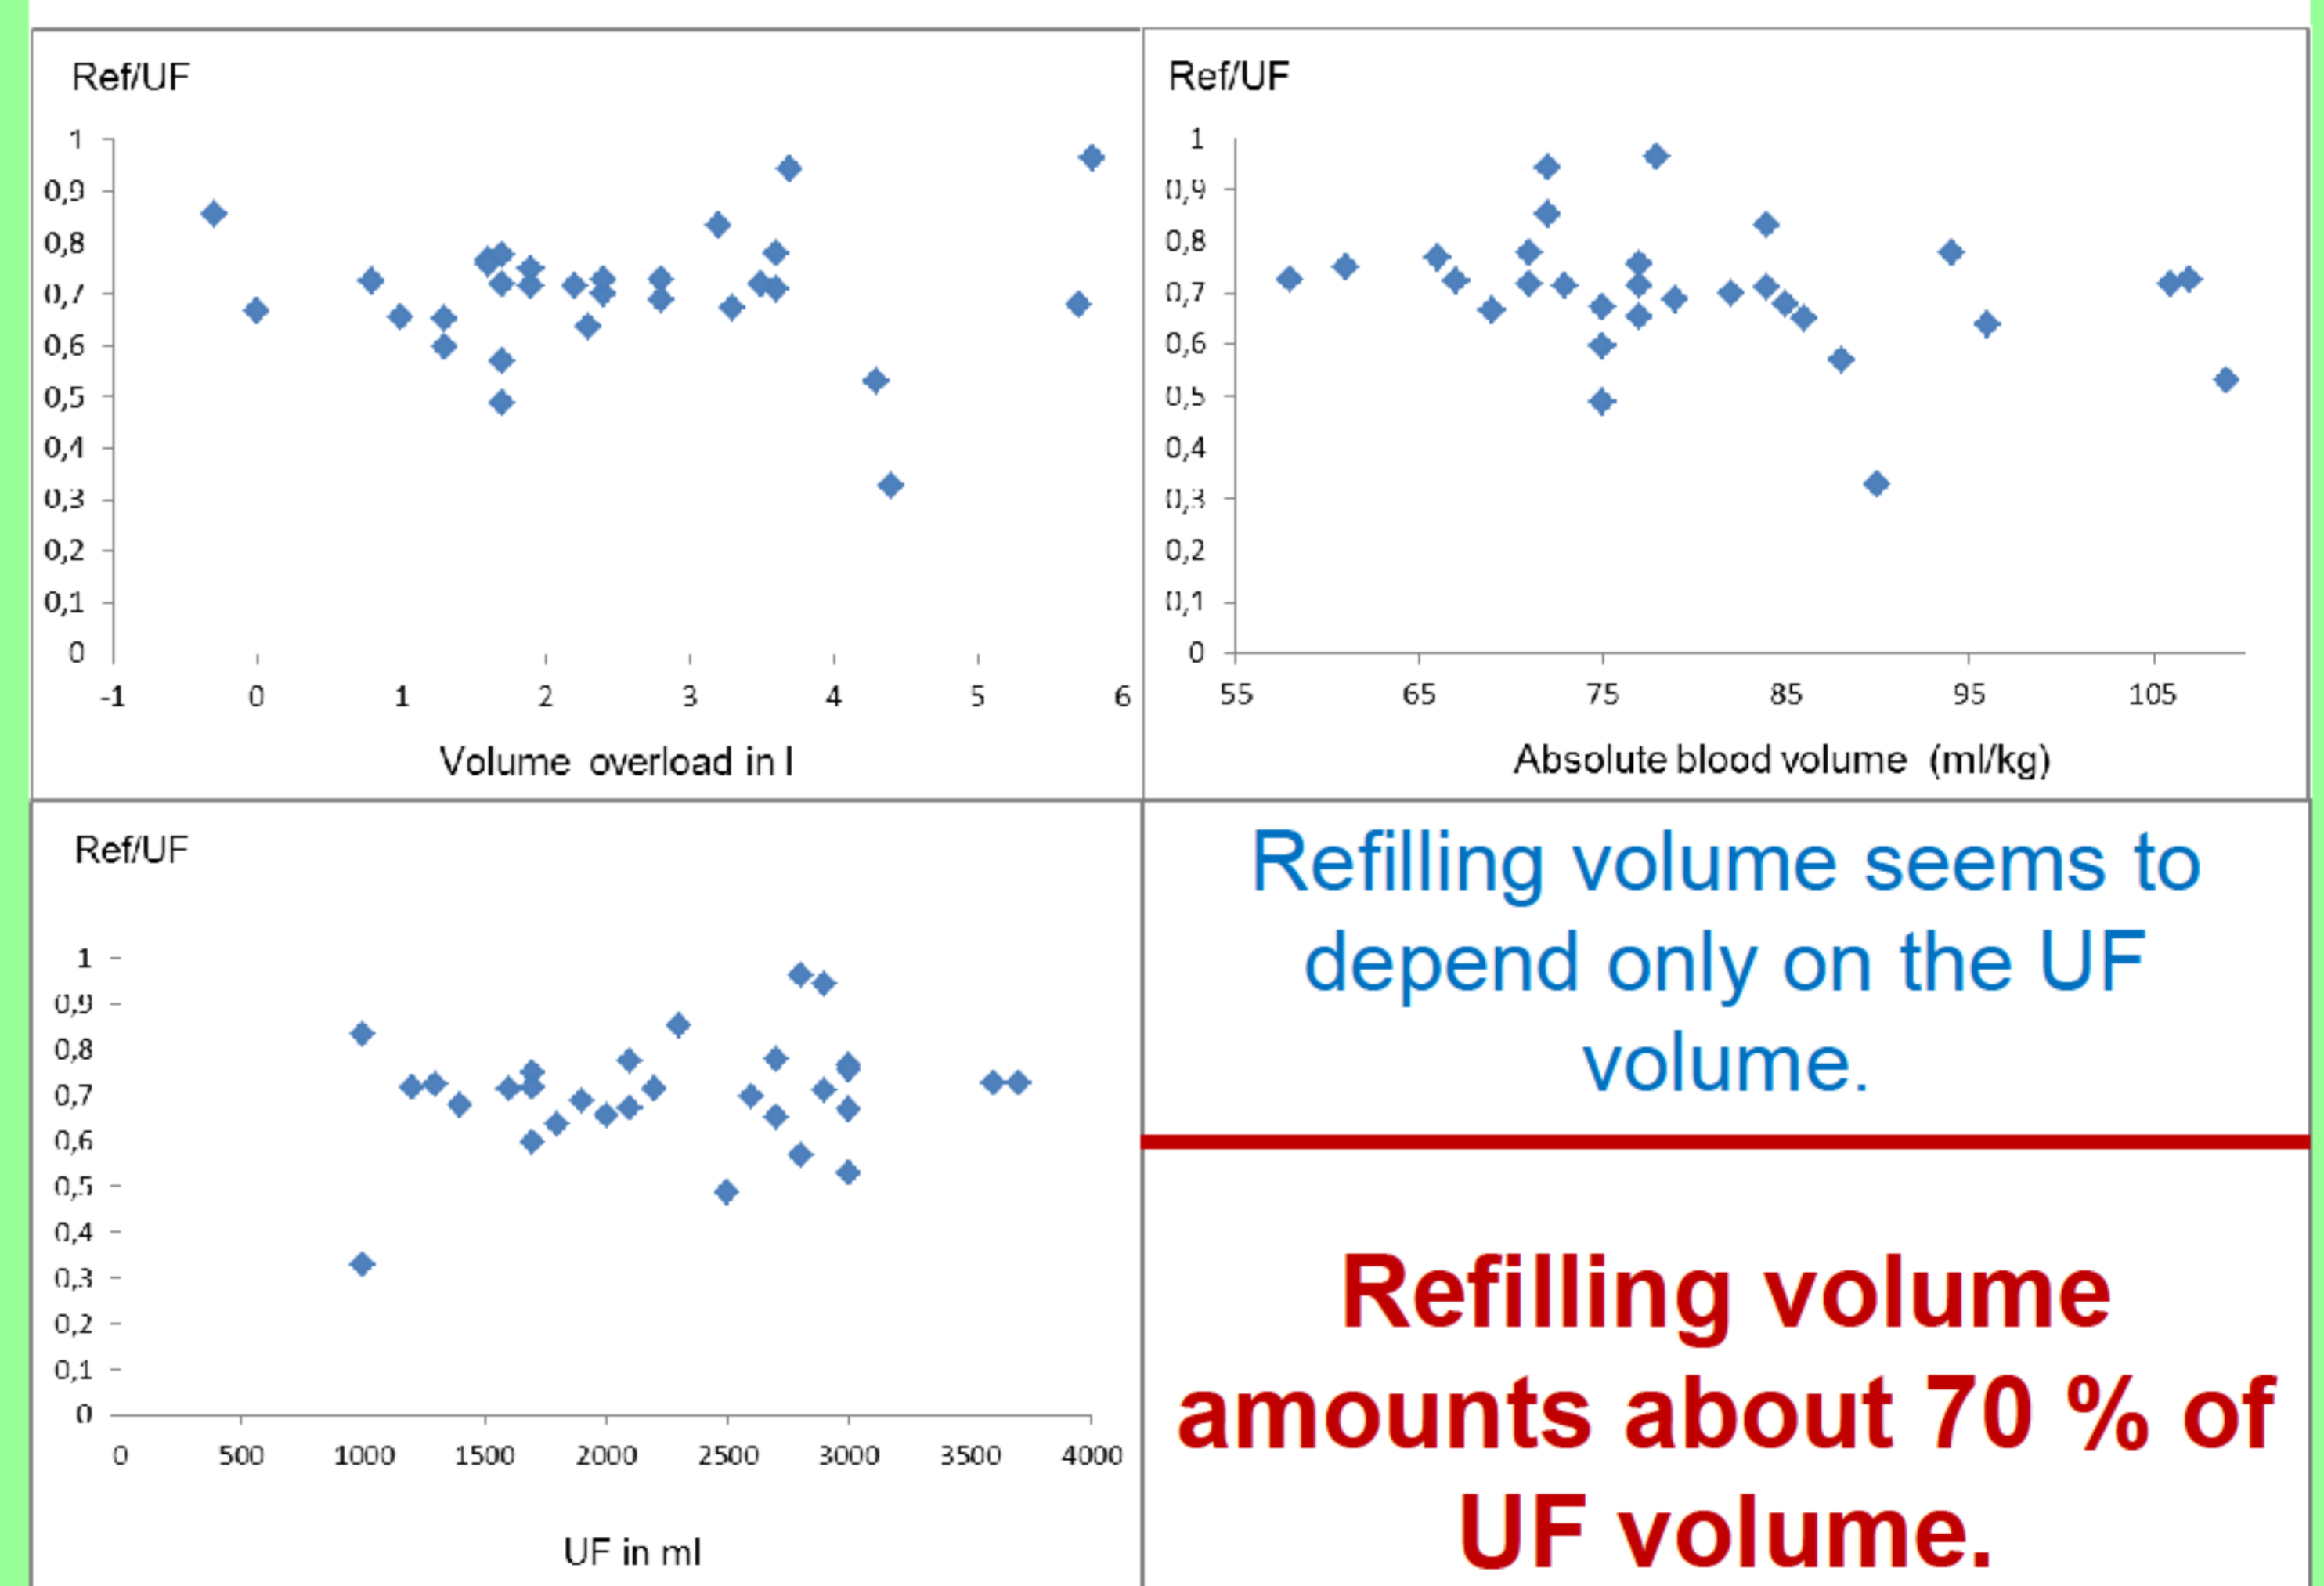 Ref/UF
1
0,9
0,8
0,7
0,6
0,5
0,4
0,3
0,2
0,1
0
-1 0 1 2 3 4 5 6
Volume overload in l
Ref/UF
1
0,9
0,8
0,7
0,6
0,5
0,4
0,3
0,2
0,1
0
55 65 75 85 95 105
Absolute blood volume (ml/kg)
Ref/UF
1
0,9
0,8
0,7
0,6
0,5
0,4
0,3
0,2
0,1
0
0 500 1000 1500 2000 2500 3000 3500 4000
UF in ml
Refilling volume seems to
depend only on the UF
volume.
Refilling volume
amounts about 70 % of
UF volume.